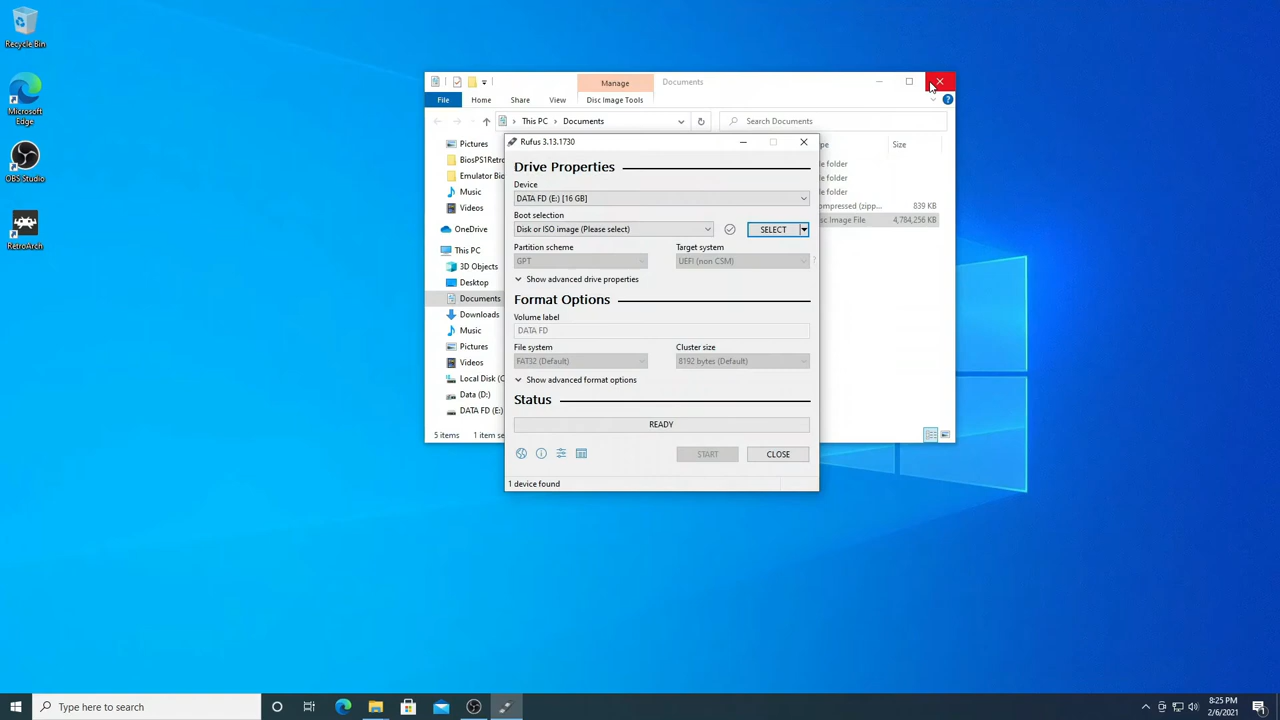 Recycle Bin
Microsoft
Edge
OBS Studio
RetroArch
Manage
Documents
File
Home
Share
View
Disc Image Tools
This PC
Documents
Search Documents
Pictures
Music
Videos
OneDrive
This PC
3D Objects
Desktop
Documents
Downloads
Music
Pictures
Videos
Data (D:)
DATA FD (E:)
5 items
Size
839 KB
4,784,256 KB
Rufus 3.13.1730
Drive Properties
Device
DATA FD (E:) [16 GB]
Boot selection
Disk or ISO image (Please select)
SELECT
Partition scheme
Target system
GPT
UEFI (non CSM)
?
Show advanced drive properties
Format Options
Volume label
DATA FD
File system
Cluster size
FAT32 (Default)
8192 bytes (Default)
Show advanced format options
Status
READY
START
CLOSE
1 device found
Type here to search
8:25 PM
2/6/2021
1